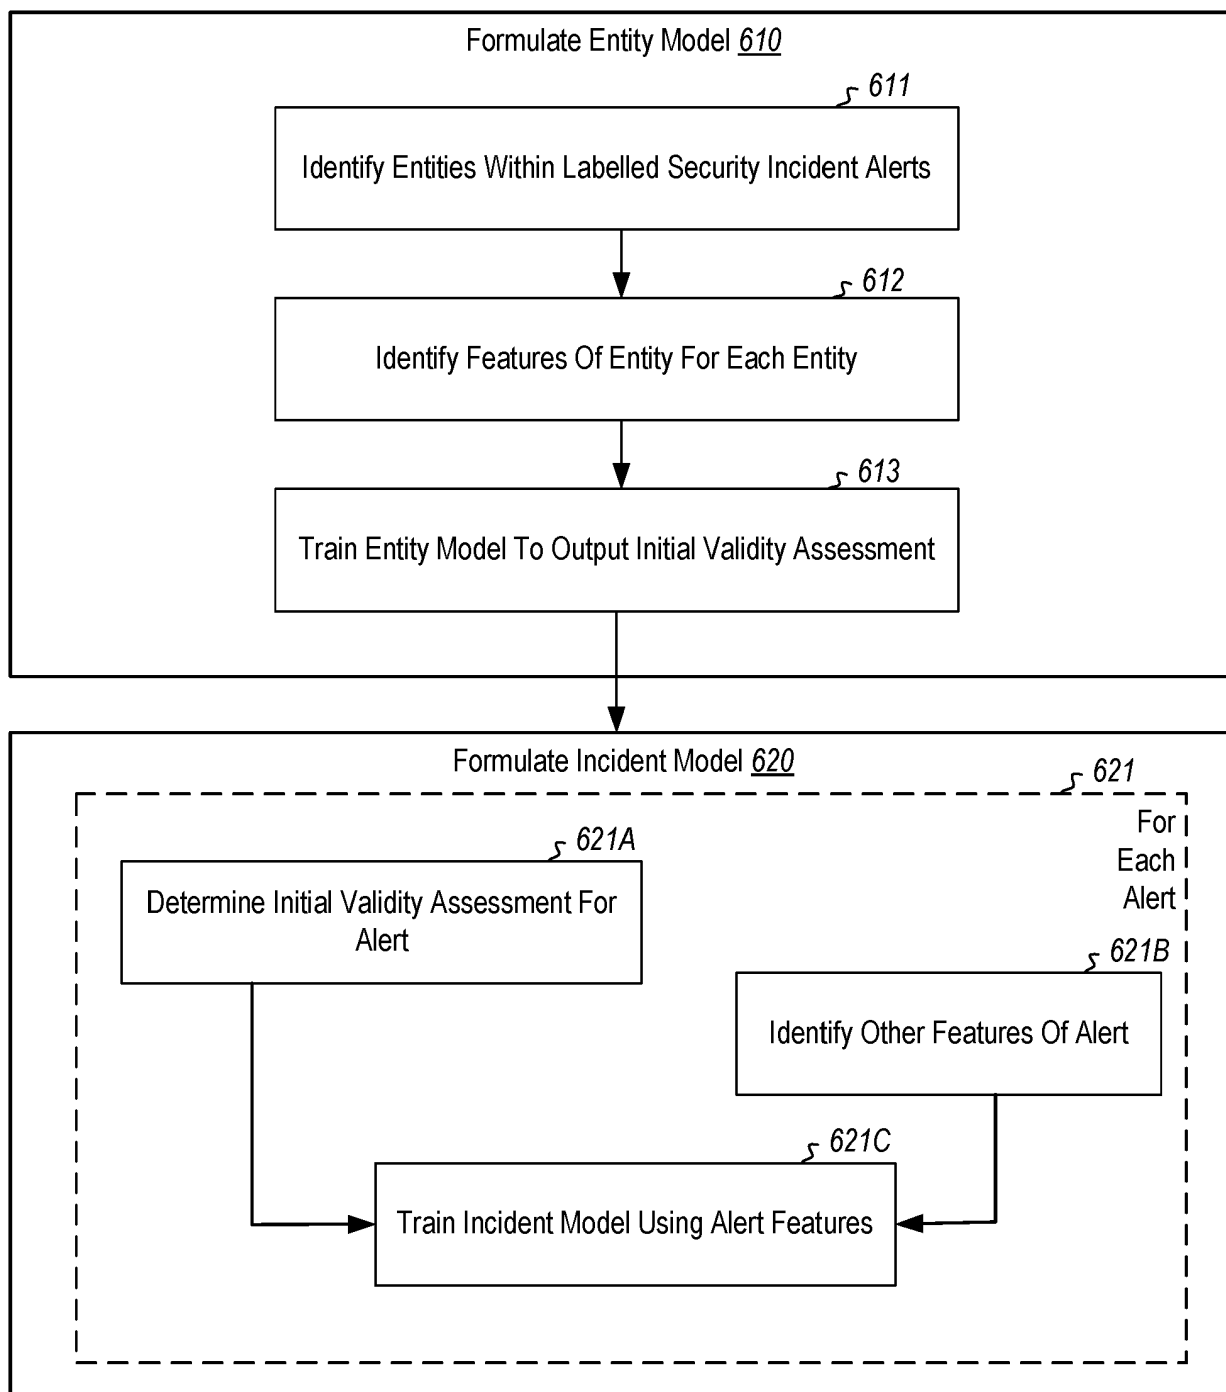 Formulate Entity Model 610
611
Identify Entities Within Labelled Security Incident Alerts
612
Identify Features Of Entity For Each Entity
613
Train Entity Model To Output Initial Validity Assessment
Formulate Incident Model 620
621
For
Each
Alert
621A
Determine Initial Validity Assessment For
Alert
621B
Identify Other Features Of Alert
621C
Train Incident Model Using Alert Features